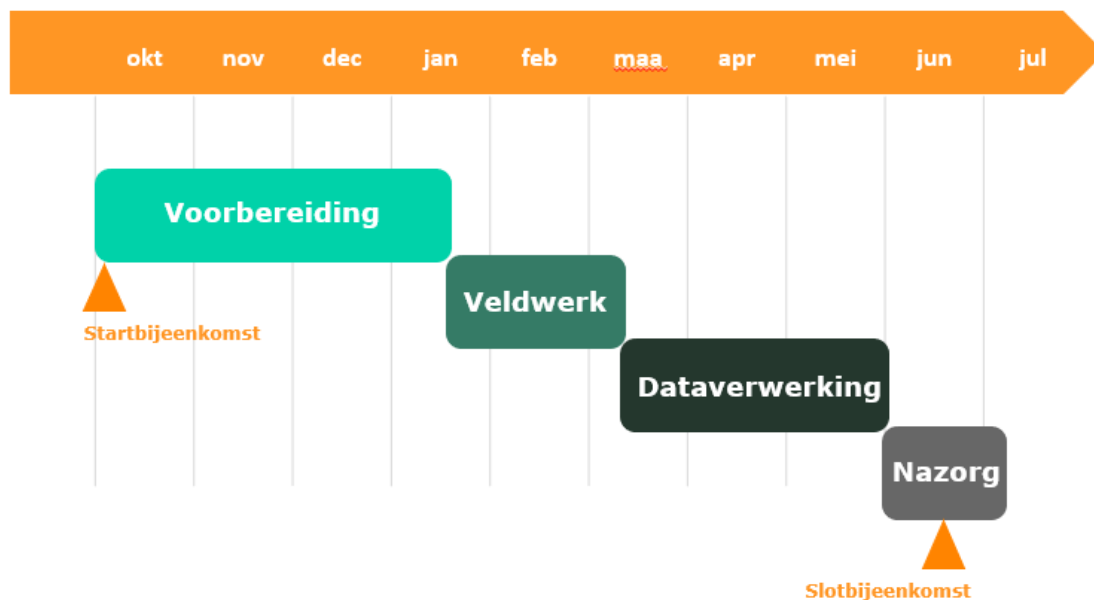 okt nov dec jan feb maa apr mei jun jul
Voorbereiding
Veldwerk
Startbijeenkomst
Dataverwerking
Nazorg
Slotbijeenkomst